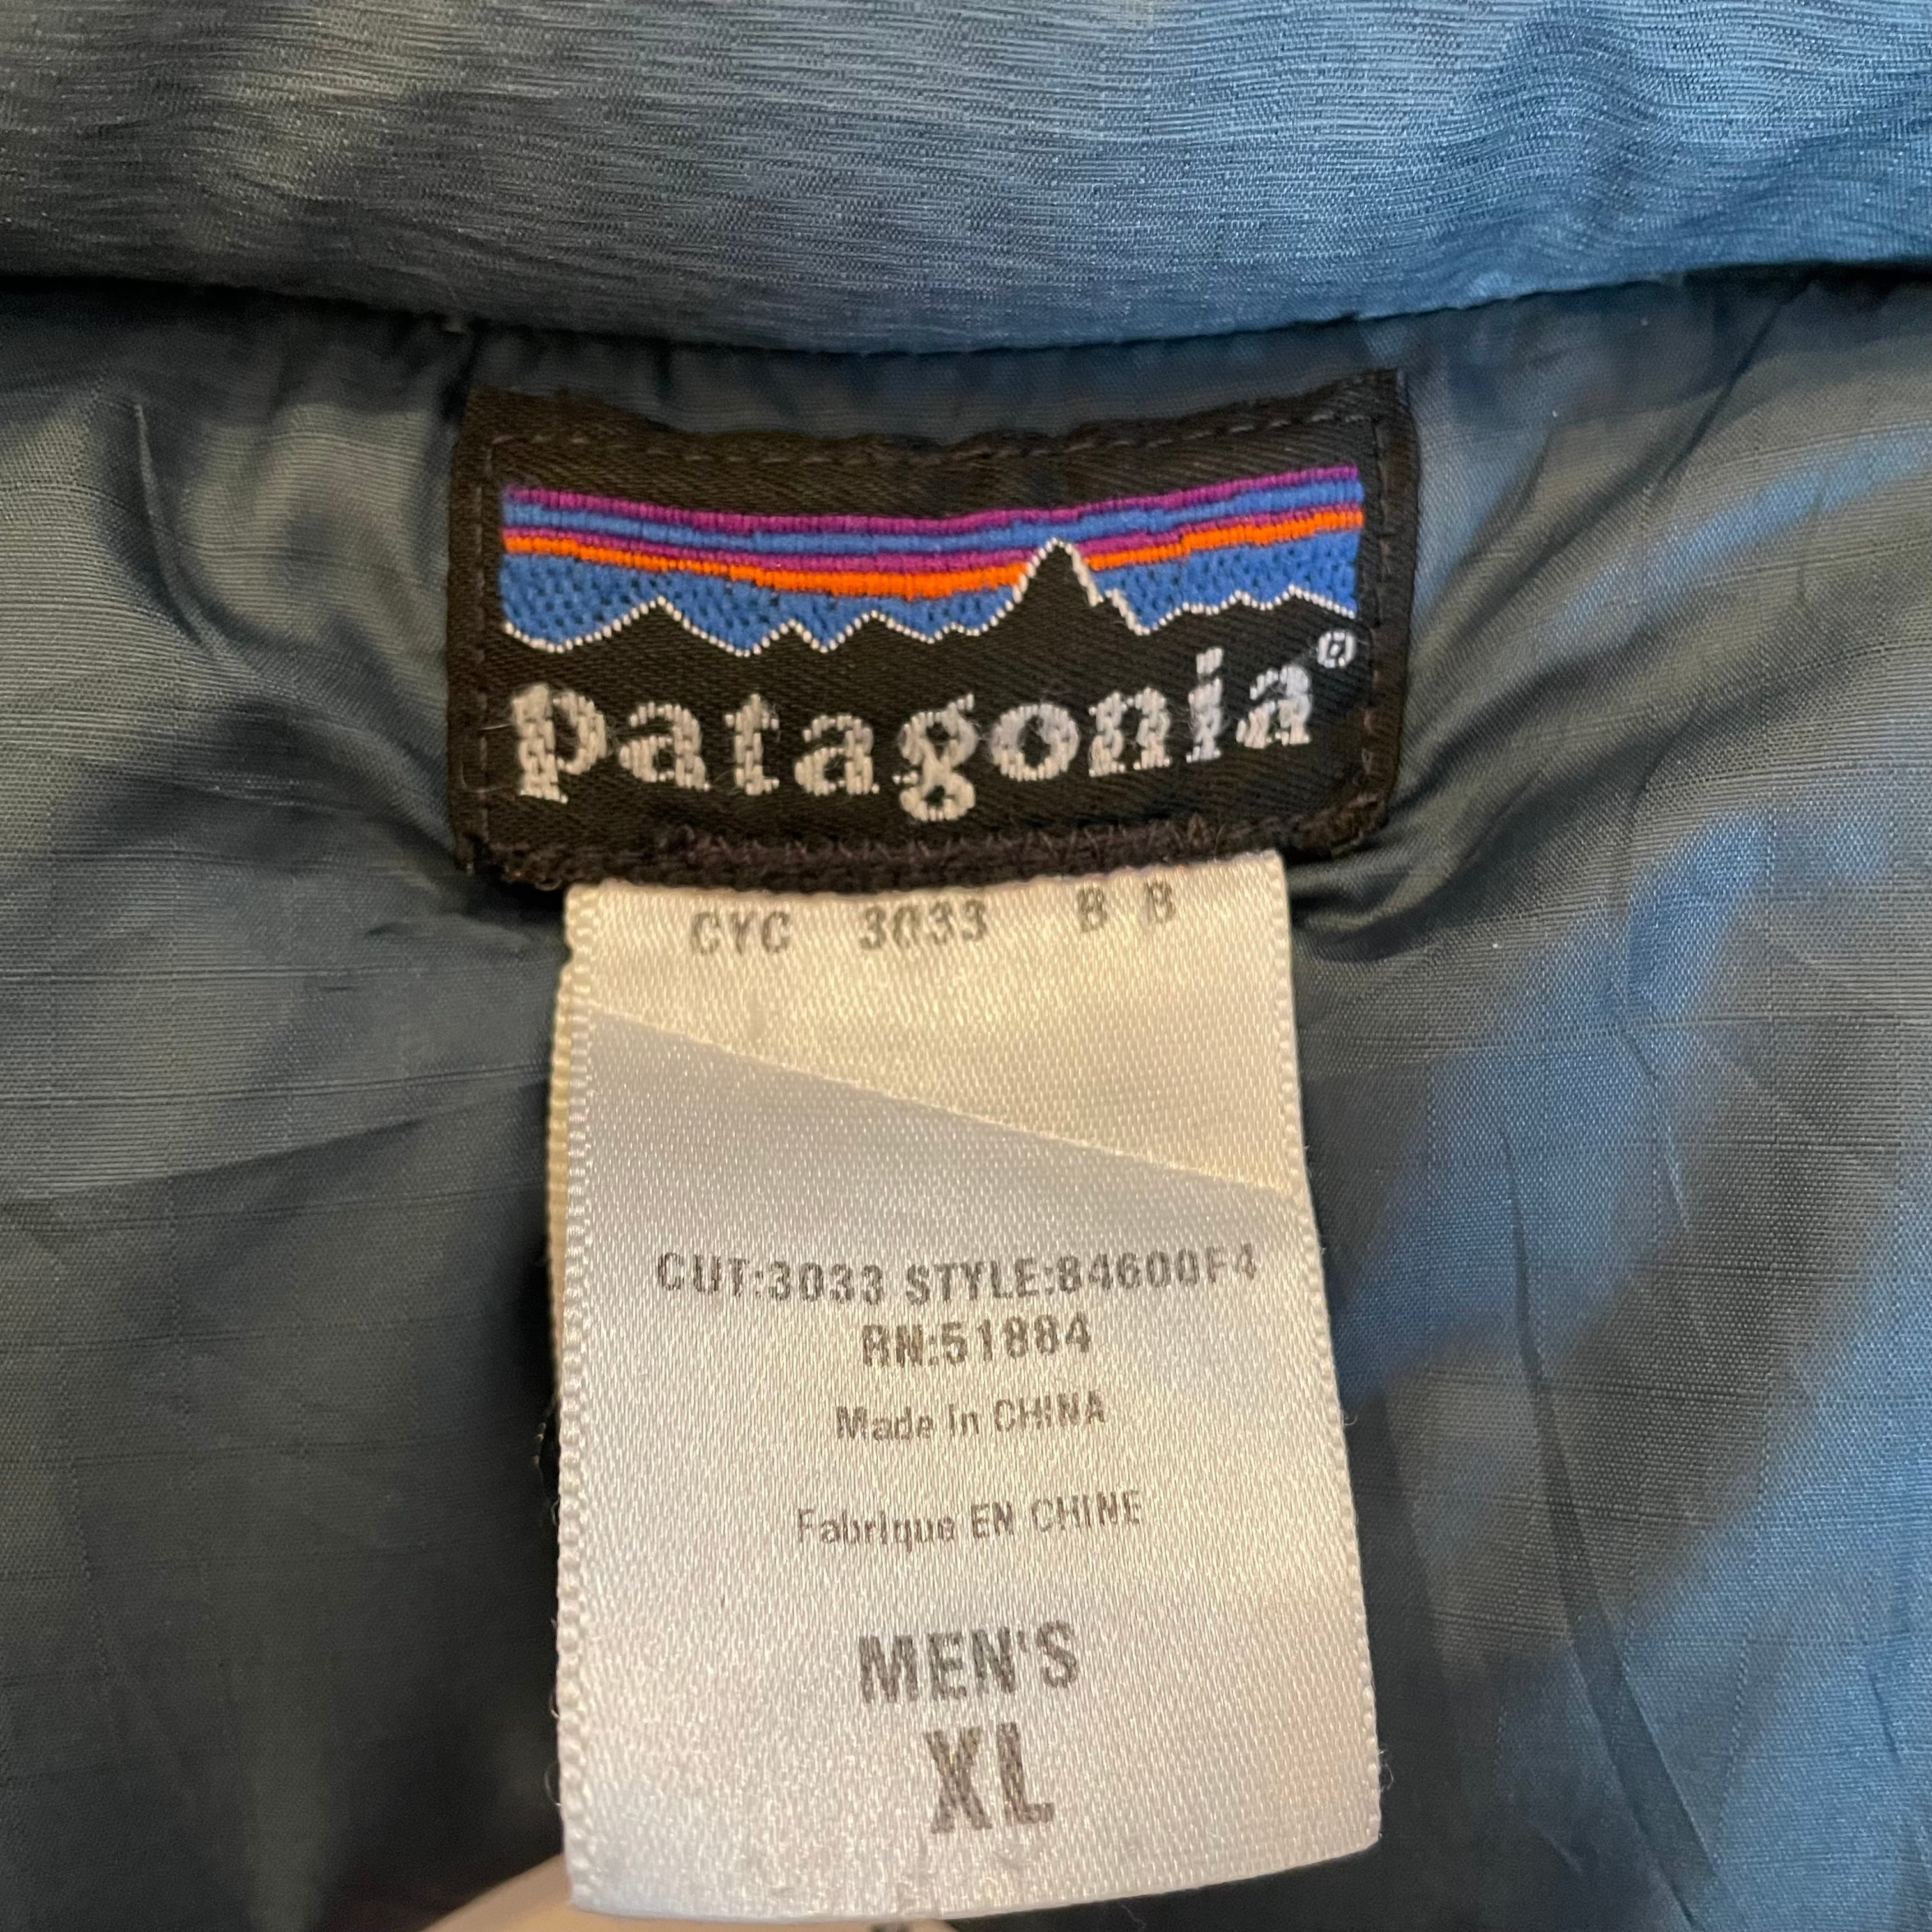 patagonia®
CYC 3033 B B
CUT:3033 STYLE:84600F4
RN:51884
Made in CHINA
Fabrique EN CHINE
MEN'S
XL